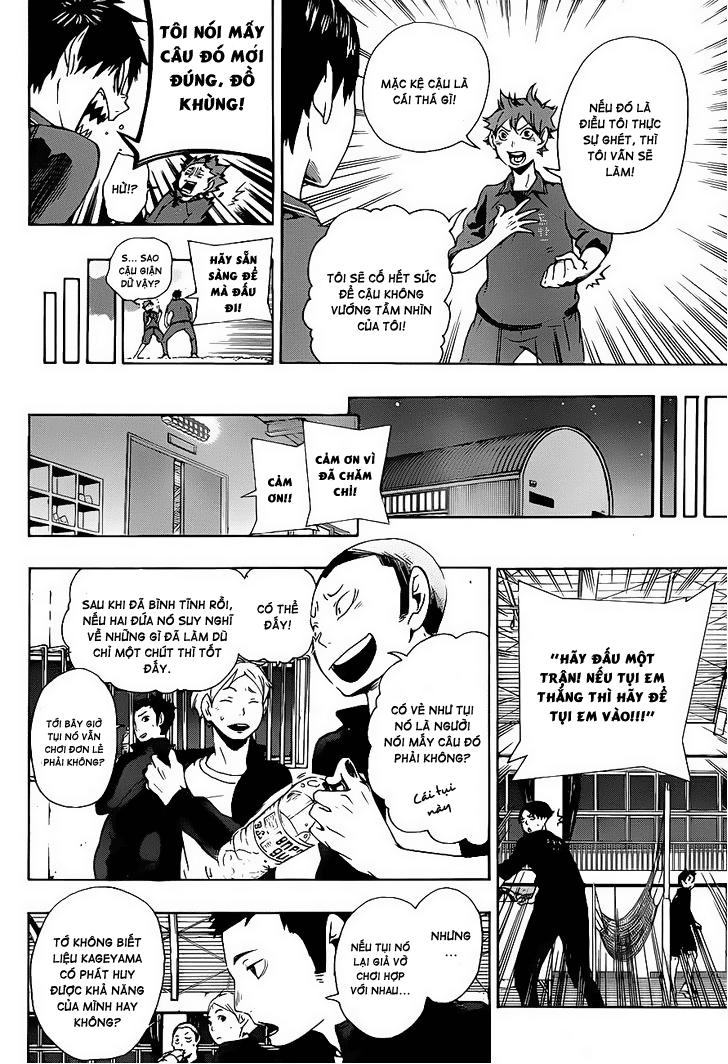 NẾU ĐÓ LÀ
ĐIỀU TÔI THỰC
SỰ GHÉT, THÌ
TÔI VẪN SẼ
LÀM!
MẶC KỆ CẬU LÀ
CÁI THÁ GÌ!
TÔI SẼ CỐ HẾT SỨC
ĐỂ CẬU KHÔNG
VƯỚNG TẦM NHÌN
CỦA TÔI!
TÔI NÓI MẤY
CÂU ĐÓ MỚI
ĐÚNG, ĐỒ
KHÙNG!
HỬ!?
HÃY SẴN
SÀNG ĐỂ
MÀ ĐẤU
ĐI!
S... SAO
CẬU GIẬN
DỮ VẬY?
CẢM ƠN VÌ
ĐÃ CHĂM
CHỈ!
CẢM
ƠN!!
"HÃY ĐẤU MỘT
TRẬN! NẾU TỤI EM
THẮNG THÌ HÃY ĐỂ
TỤI EM VÀO!!!"
CÓ THỂ
ĐẤY!
SAU KHI ĐÃ BÌNH TĨNH RỒI,
NẾU HAI ĐỨA NÓ SUY NGHĨ
VỀ NHỮNG GÌ ĐÃ LÀM DÙ
CHỈ MỘT CHÚT THÌ TỐT
ĐẤY.
CÓ VẺ NHƯ TỤI
NÓ LÀ NGƯỜI
NÓI MẤY CÂU ĐÓ
PHẢI KHÔNG?
Cái tụi
này
TỚI BÂY GIỜ
TỤI NÓ VẪN
CHƠI ĐƠN LẺ
PHẢI KHÔNG?
NHƯNG
...
NẾU TỤI NÓ
LẠI GIẢ VỜ
CHƠI HỢP
VỚI NHAU...
TỚ KHÔNG BIẾT
LIỆU KAGEYAMA
CÓ PHÁT HUY
ĐƯỢC KHẢ NĂNG
CỦA MÌNH HAY
KHÔNG?